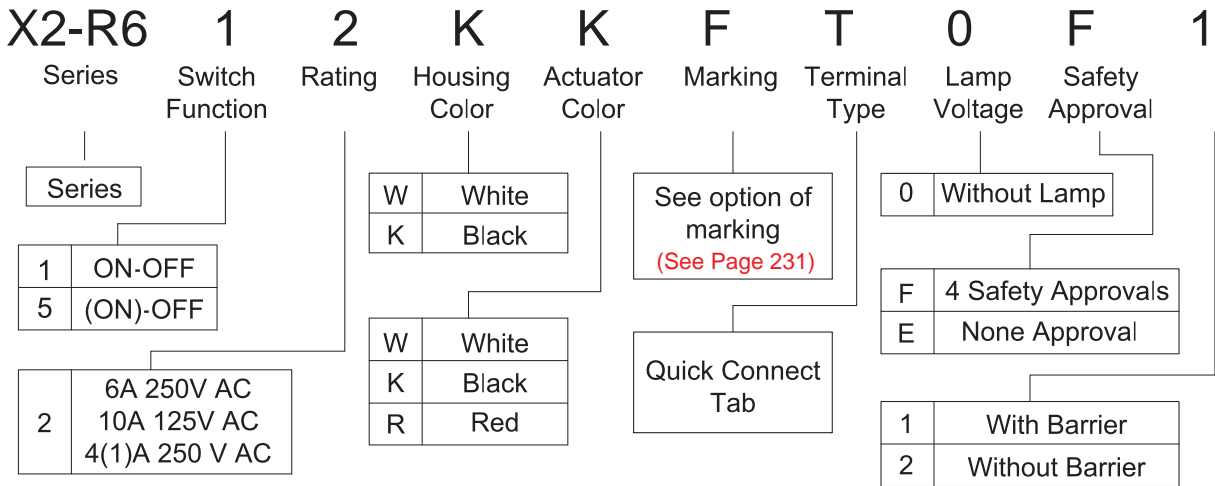 X2-R6 1 2 K K F T 0 F 1
Series Switch Function Rating Housing Color Actuator Color Marking Terminal Type Lamp Voltage Safety Approval
Series
1 ON-OFF
5 (ON)-OFF
2 6A 250V AC
10A 125V AC
4(1)A 250 V AC
W White
K Black
W White
K Black
R Red
See option of
marking
(See Page 231)
Quick Connect
Tab
0 Without Lamp
F 4 Safety Approvals
E None Approval
1 With Barrier
2 Without Barrier